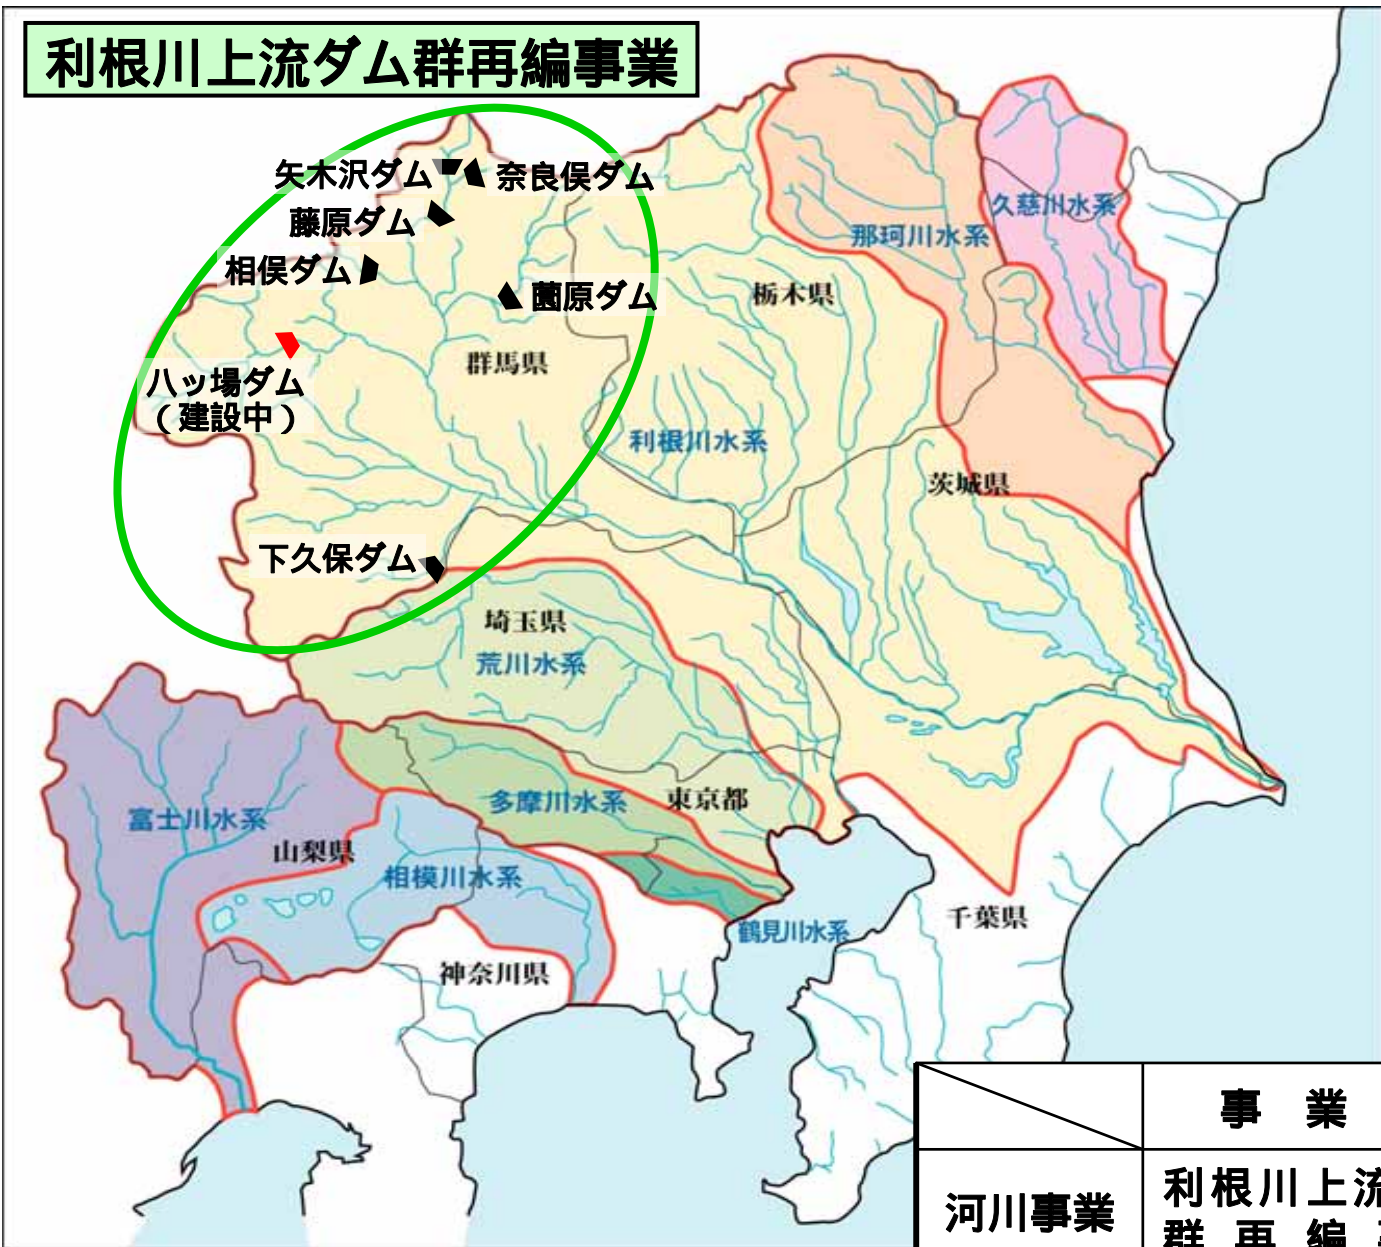 利根川上流ダム群再編事業
矢木沢ダム
奈良俣ダム
藤原ダム
相俣ダム
薗原ダム
八ッ場ダム
（建設中）
下久保ダム
久慈川水系
那珂川水系
栃木県
群馬県
利根川水系
茨城県
埼玉県
荒川水系
多摩川水系
東京都
富士川水系
山梨県
相模川水系
鶴見川水系
千葉県
神奈川県
事 業
河川事業
利根川上流
群 再 編